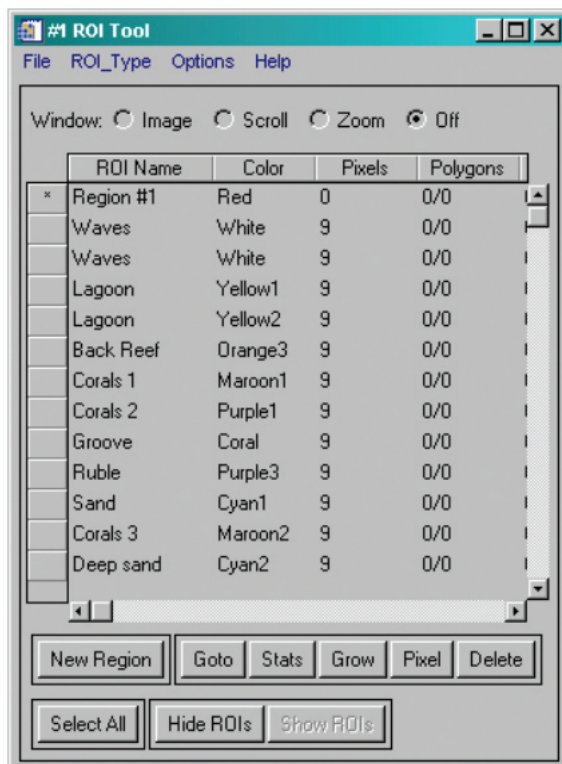 #1 ROI Tool
File ROI_Type Options Help
Window: Image Scroll Zoom Off
ROI Name Color Pixels Polygons
* Region #1 Red 0 0/0
Waves White 9 0/0
Waves White 9 0/0
Lagoon Yellow1 9 0/0
Lagoon Yellow2 9 0/0
Back Reef Orange3 9 0/0
Corals 1 Maroon1 9 0/0
Corals 2 Purple1 9 0/0
Groove Coral 9 0/0
Ruble Purple3 9 0/0
Sand Cyan1 9 0/0
Corals 3 Maroon2 9 0/0
Deep sand Cyan2 9 0/0
New Region Goto Stats Grow Pixel Delete
Select All Hide ROIs Show ROIs